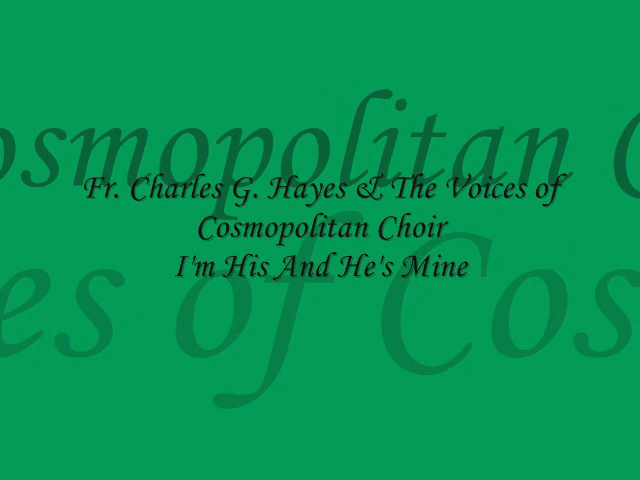 osmopolitan C
Fr. Charles G. Hayes & The Voices of
Cosmopolitan Choir
I'm His And He's Mine
es of Cos